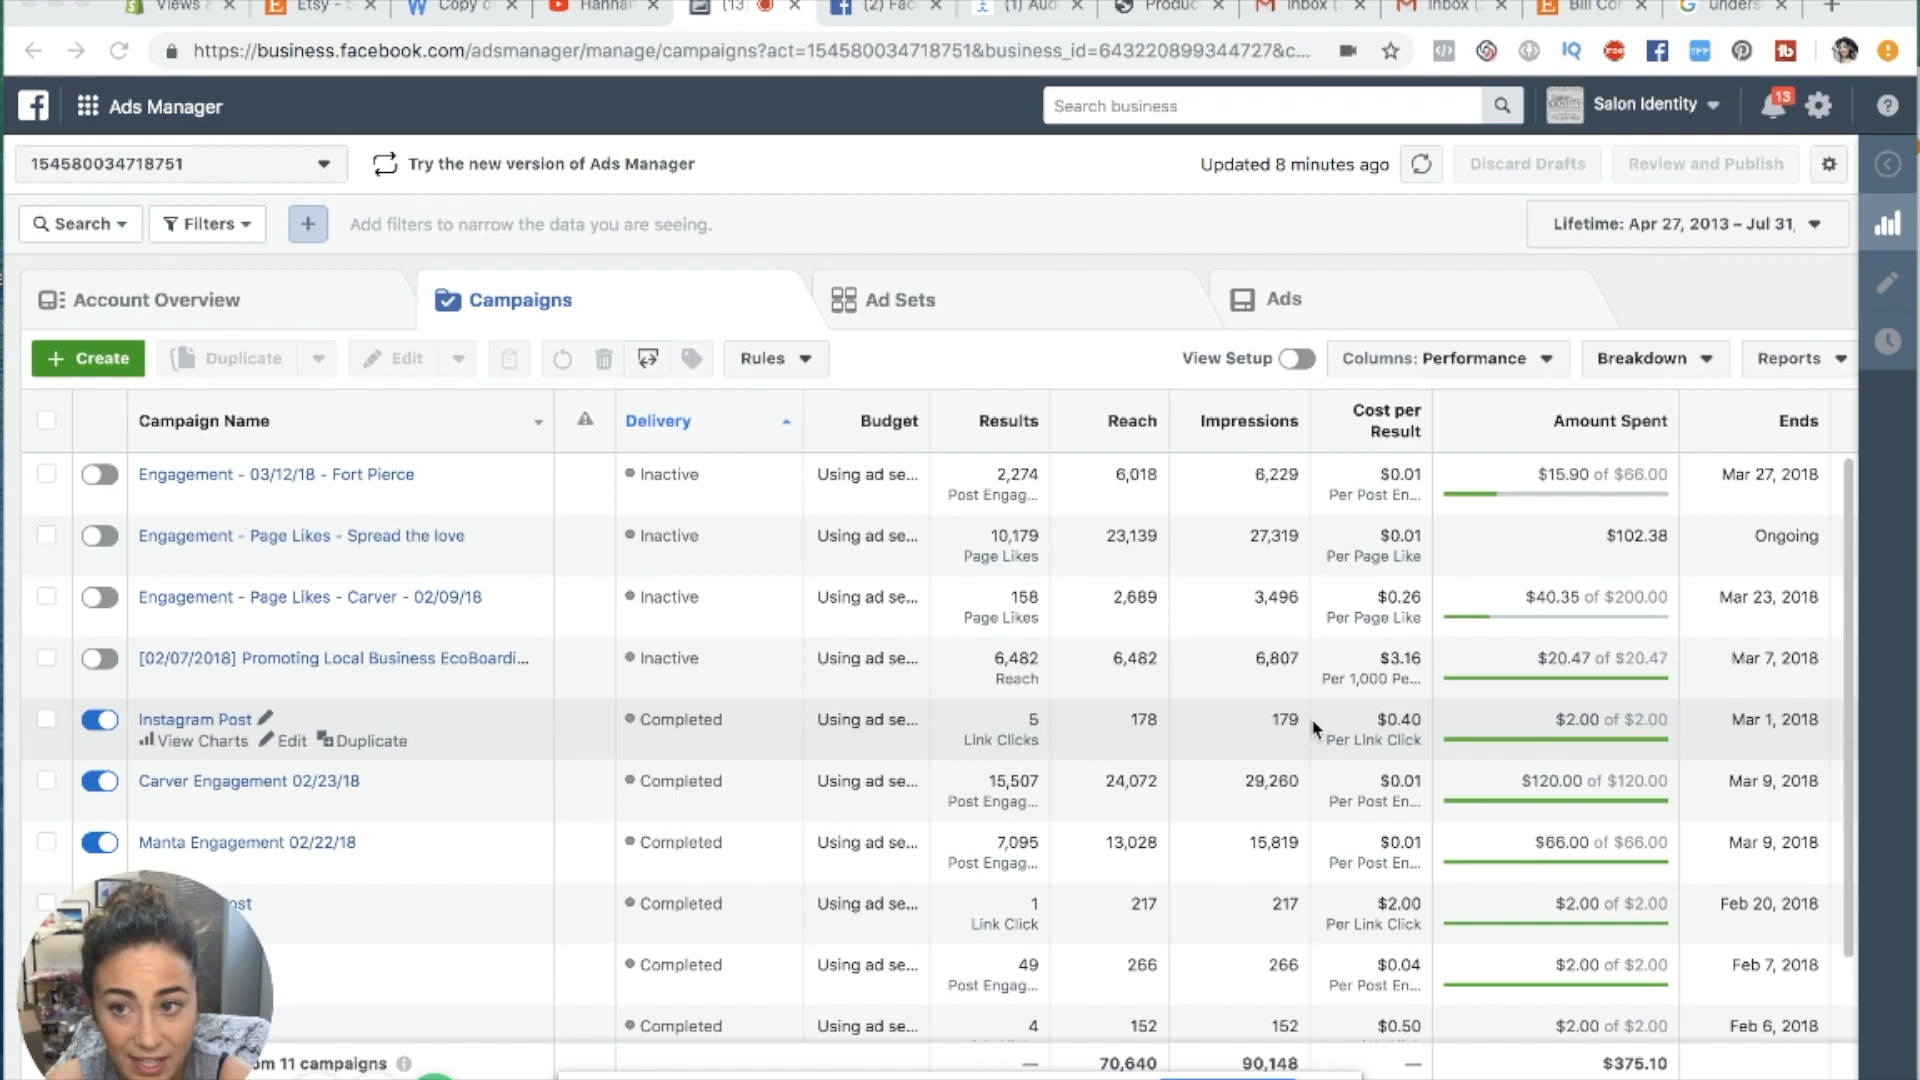 Views &
Etsy - S
Copy o
Hannah
(13
(2) Fac
(1) Aud
Produc
Inbox (
Inbox (
Bill Cor
unders
https://business.facebook.com/adsmanager/manage/campaigns?act=154580034718751&business_id=643220899344727&c...
IQ
Ads Manager
Search business
Salon Identity
13
154580034718751
Try the new version of Ads Manager
Updated 8 minutes ago
Discard Drafts
Review and Publish
Search
Filters
Add filters to narrow the data you are seeing.
Lifetime: Apr 27, 2013 – Jul 31,
Account Overview
Campaigns
Ad Sets
Ads
+ Create
Duplicate
Edit
Rules
View Setup
Columns: Performance
Breakdown
Reports
Campaign Name
Delivery
Budget
Results
Reach
Impressions
Cost per
Result
Amount Spent
Ends
Engagement - 03/12/18 - Fort Pierce
Inactive
Using ad se...
2,274
Post Engag...
6,018
6,229
$0.01
Per Post En...
$15.90 of $66.00
Mar 27, 2018
Engagement - Page Likes - Spread the love
Inactive
Using ad se...
10,179
Page Likes
23,139
27,319
$0.01
Per Page Like
$102.38
Ongoing
Engagement - Page Likes - Carver - 02/09/18
Inactive
Using ad se...
158
Page Likes
2,689
3,496
$0.26
Per Page Like
$40.35 of $200.00
Mar 23, 2018
[02/07/2018] Promoting Local Business EcoBoardi...
Inactive
Using ad se...
6,482
Reach
6,482
6,807
$3.16
Per 1,000 Pe...
$20.47 of $20.47
Mar 7, 2018
Instagram Post
View Charts Edit Duplicate
Completed
Using ad se...
5
Link Clicks
178
179
$0.40
Per Link Click
$2.00 of $2.00
Mar 1, 2018
Carver Engagement 02/23/18
Completed
Using ad se...
15,507
Post Engag...
24,072
29,260
$0.01
Per Post En...
$120.00 of $120.00
Mar 9, 2018
Manta Engagement 02/22/18
Completed
Using ad se...
7,095
Post Engag...
13,028
15,819
$0.01
Per Post En...
$66.00 of $66.00
Mar 9, 2018
ost
Completed
Using ad se...
1
Link Click
217
217
$2.00
Per Link Click
$2.00 of $2.00
Feb 20, 2018
Completed
Using ad se...
49
Post Engag...
266
266
$0.04
Per Post En...
$2.00 of $2.00
Feb 7, 2018
Completed
Using ad se...
4
152
152
$0.50
$2.00 of $2.00
Feb 6, 2018
om 11 campaigns
—
70,640
90,148
—
$375.10